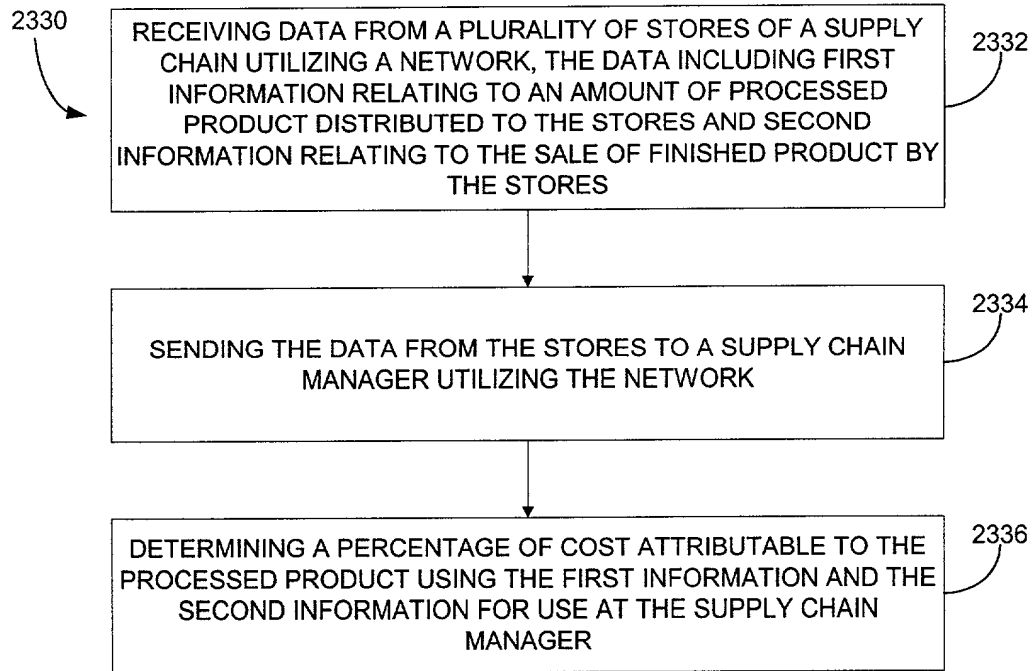 2330
RECEIVING DATA FROM A PLURALITY OF STORES OF A SUPPLY
CHAIN UTILIZING A NETWORK, THE DATA INCLUDING FIRST
INFORMATION RELATING TO AN AMOUNT OF PROCESSED
PRODUCT DISTRIBUTED TO THE STORES AND SECOND
INFORMATION RELATING TO THE SALE OF FINISHED PRODUCT BY
THE STORES
2332
SENDING THE DATA FROM THE STORES TO A SUPPLY CHAIN
MANAGER UTILIZING THE NETWORK
2334
DETERMINING A PERCENTAGE OF COST ATTRIBUTABLE TO THE
PROCESSED PRODUCT USING THE FIRST INFORMATION AND THE
SECOND INFORMATION FOR USE AT THE SUPPLY CHAIN
MANAGER
2336